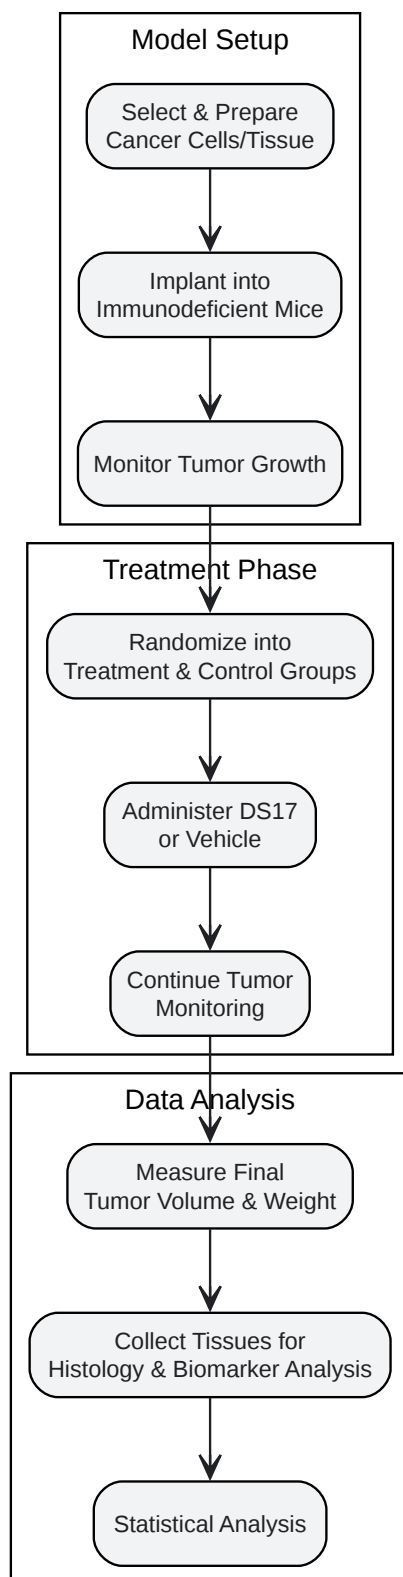 Model Setup
Select & Prepare
Cancer Cells/Tissue
Implant into
Immunodeficient Mice
Monitor Tumor Growth
Treatment Phase
Randomize into
Treatment & Control Groups
Administer DS17
or Vehicle
Continue Tumor
Monitoring
Data Analysis
Measure Final
Tumor Volume & Weight
Collect Tissues for
Histology & Biomarker Analysis
Statistical Analysis